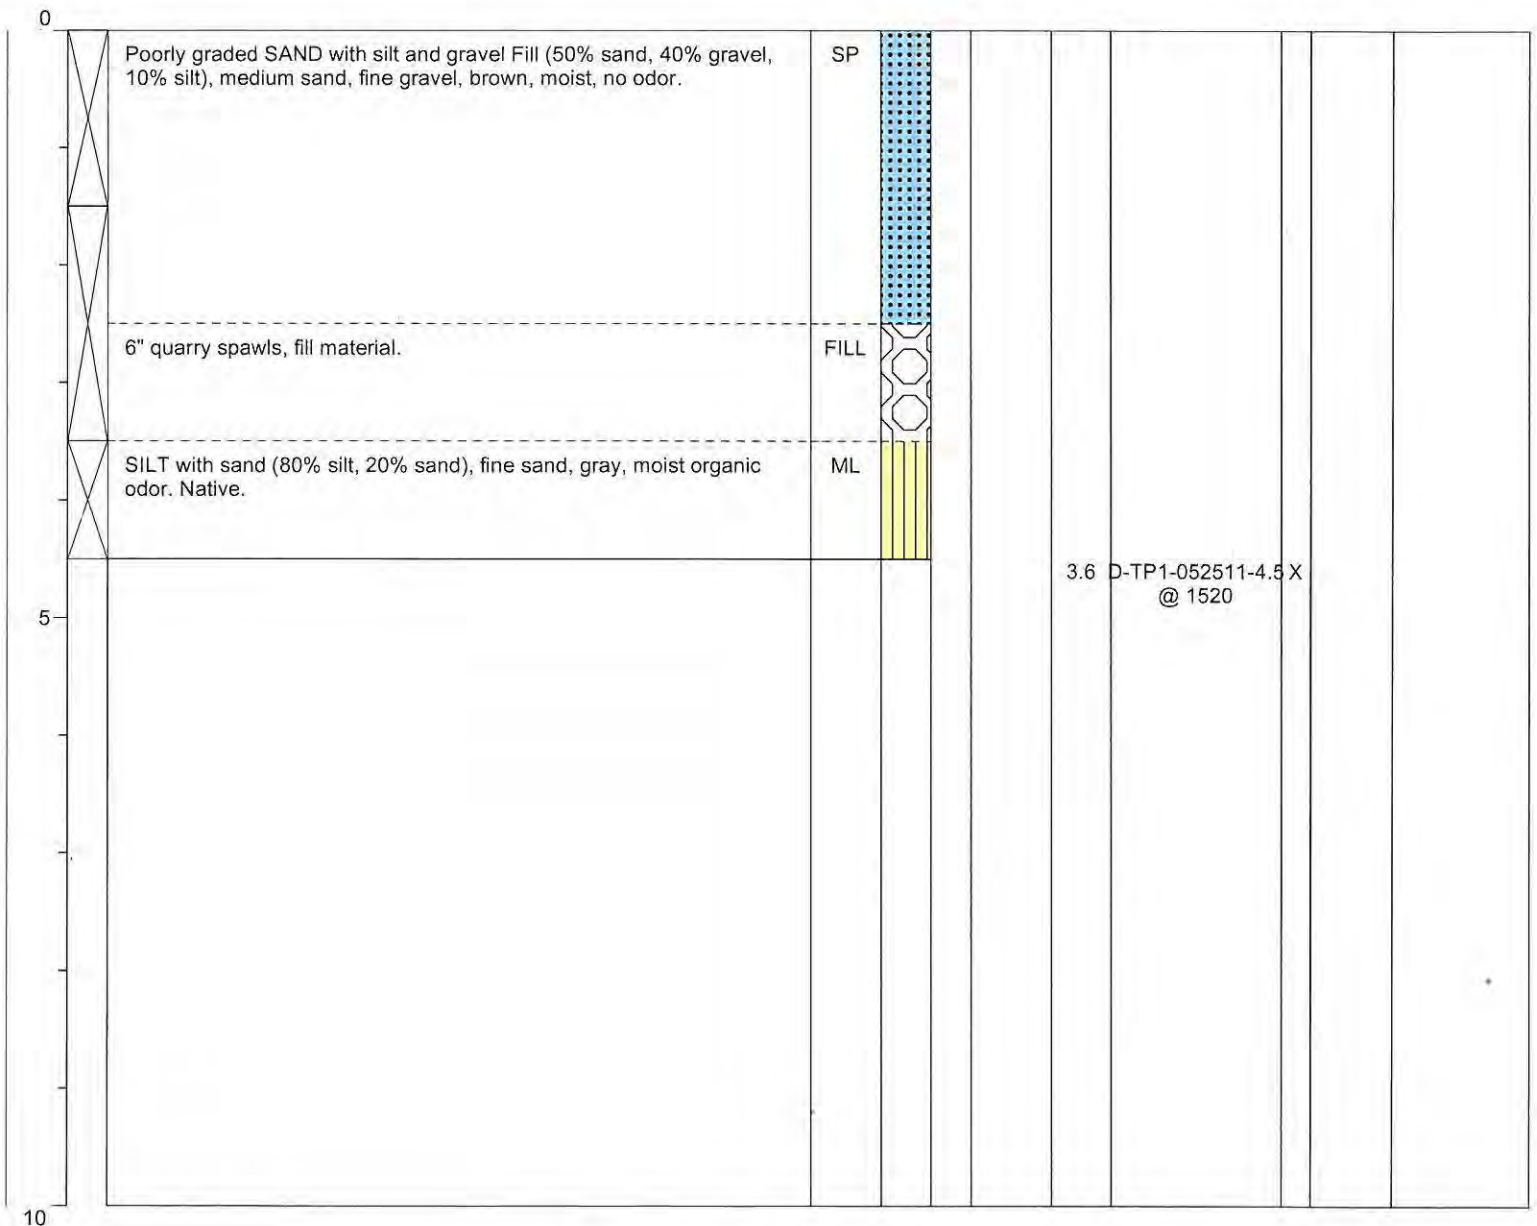 0
Poorly graded SAND with silt and gravel Fill (50% sand, 40% gravel, SP
10% silt), medium sand, fine gravel, brown, moist, no odor.
6" quarry spawls, fill material. FILL
SILT with sand (80% silt, 20% sand), fine sand, gray, moist organic ML
odor. Native.
3.6 D-TP1-052511-4.5 X
@ 1520
5
10